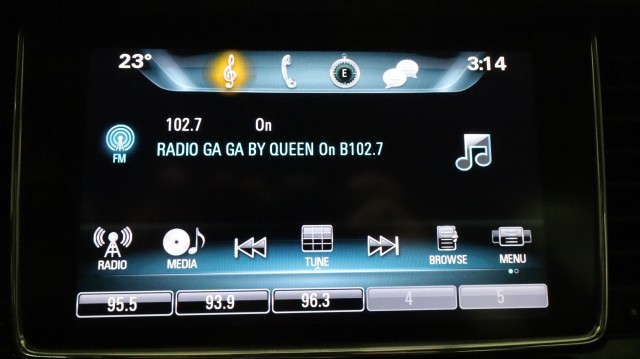 23°
E
3:14
102.7 On
FM
RADIO GA GA BY QUEEN On B102.7
RADIO MEDIA TUNE BROWSE MENU
95.5 93.9 96.3 4 5